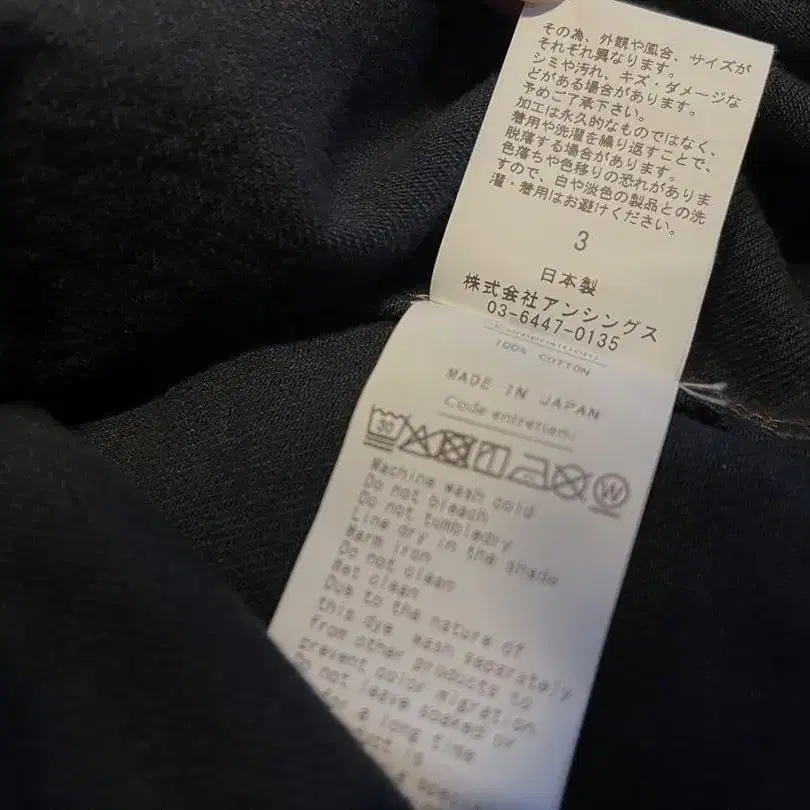 その為、外観や風合、サイズが
それぞれ異なります。
シミや汚れ、キズ・ダメージな
どがある場合があります。
予めご了承下さい。
加工は永久的なものではなく、
着用や洗濯を繰り返すことで、
脱落する場合があります。
色落ちや色移りの恐れがありま
すので、白や淡色の製品との洗
濯・着用はお避けください。
3
日本製
株式会社アンシングス
03-6447-0135
100% COTTON
MADE IN JAPAN
Code entretien:
30
W
Machine wash cold
Do not bleach
Do not tumbledry
Line dry in the shade
Warm iron
Do not clean
Wet clean
Due to the nature of
this dye, wash separately
from other products to
prevent color migration
Do not leave soaked or
for a long time